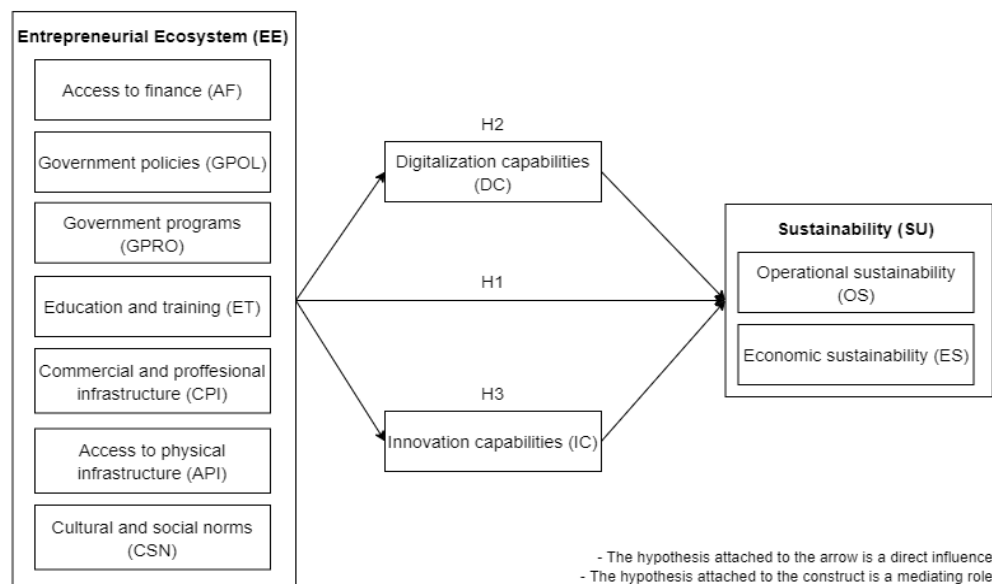 Entrepreneurial Ecosystem (EE)
Access to finance (AF)
Government policies (GPOL)
Government programs
(GPRO)
Education and training (ET)
Commercial and proffesional
infrastructure (CPI)
Access to physical
infrastructure (API)
Cultural and social norms
(CSN)
H2
Digitalization capabilities
(DC)
H1
H3
Innovation capabilities (IC)
Sustainability (SU)
Operational sustainability
(OS)
Economic sustainability (ES)
- The hypothesis attached to the arrow is a direct influence
- The hypothesis attached to the construct is a mediating role